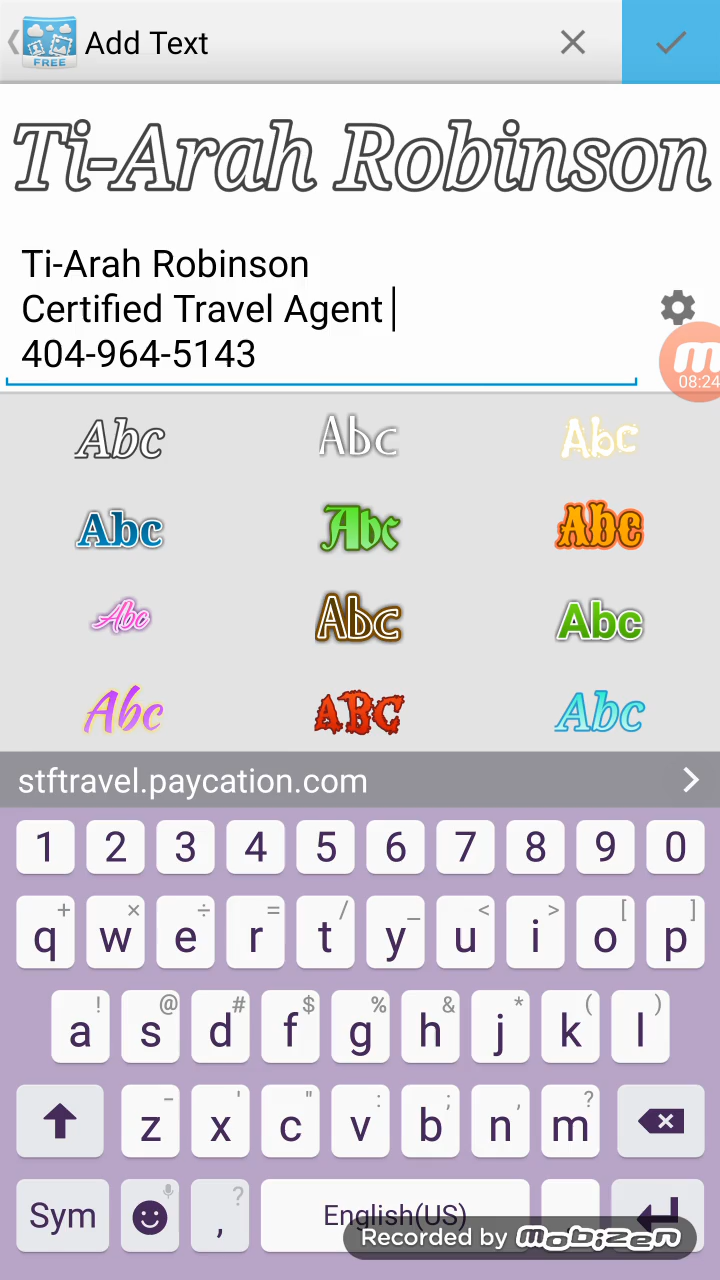 FREE
Add Text
Ti-Arah Robinson
Ti-Arah Robinson
Certified Travel Agent
404-964-5143
08:24
Abc Abc Abc
Abc Abc Abc
Abc Abc Abc
Abc ABC Abc
stftravel.paycation.com
1 2 3 4 5 6 7 8 9 0
+ × ÷ = / _ < > [ ]
q w e r t y u i o p
! @ # $ % & * ( )
a s d f g h j k l
- ' " : ; , ?
z x c v b n m
Sym , ? English(US)
Recorded by mobizen